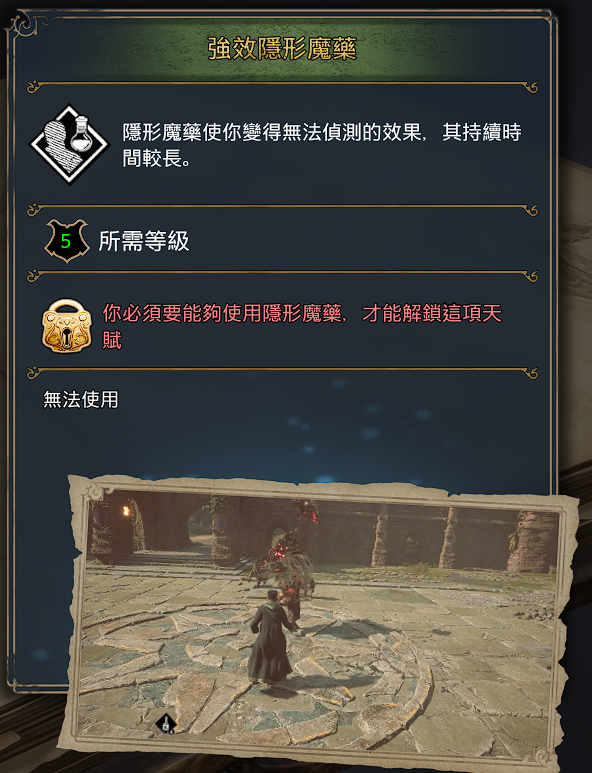 強效隱形魔藥
隱形魔藥使你變得無法偵測的效果，其持續時
間較長。
5 所需等級
你必須要能夠使用隱形魔藥，才能解鎖這項天
賦
無法使用